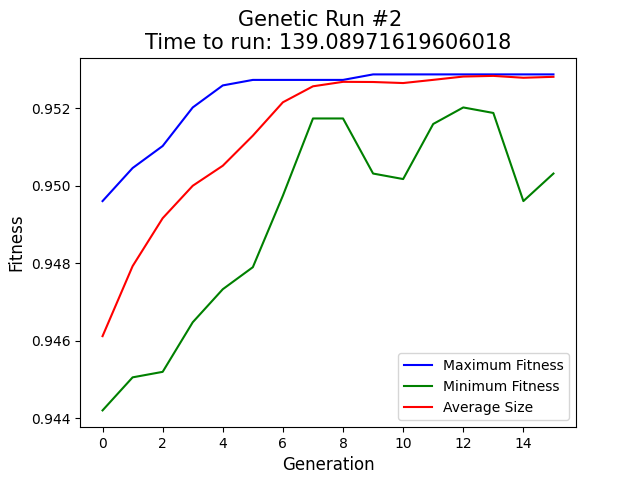 Genetic Run #2
Time to run: 139.08971619606018
Fitness
0.952
0.950
0.948
0.946
0.944
Maximum Fitness
Minimum Fitness
Average Size
0 2 4 6 8 10 12 14
Generation